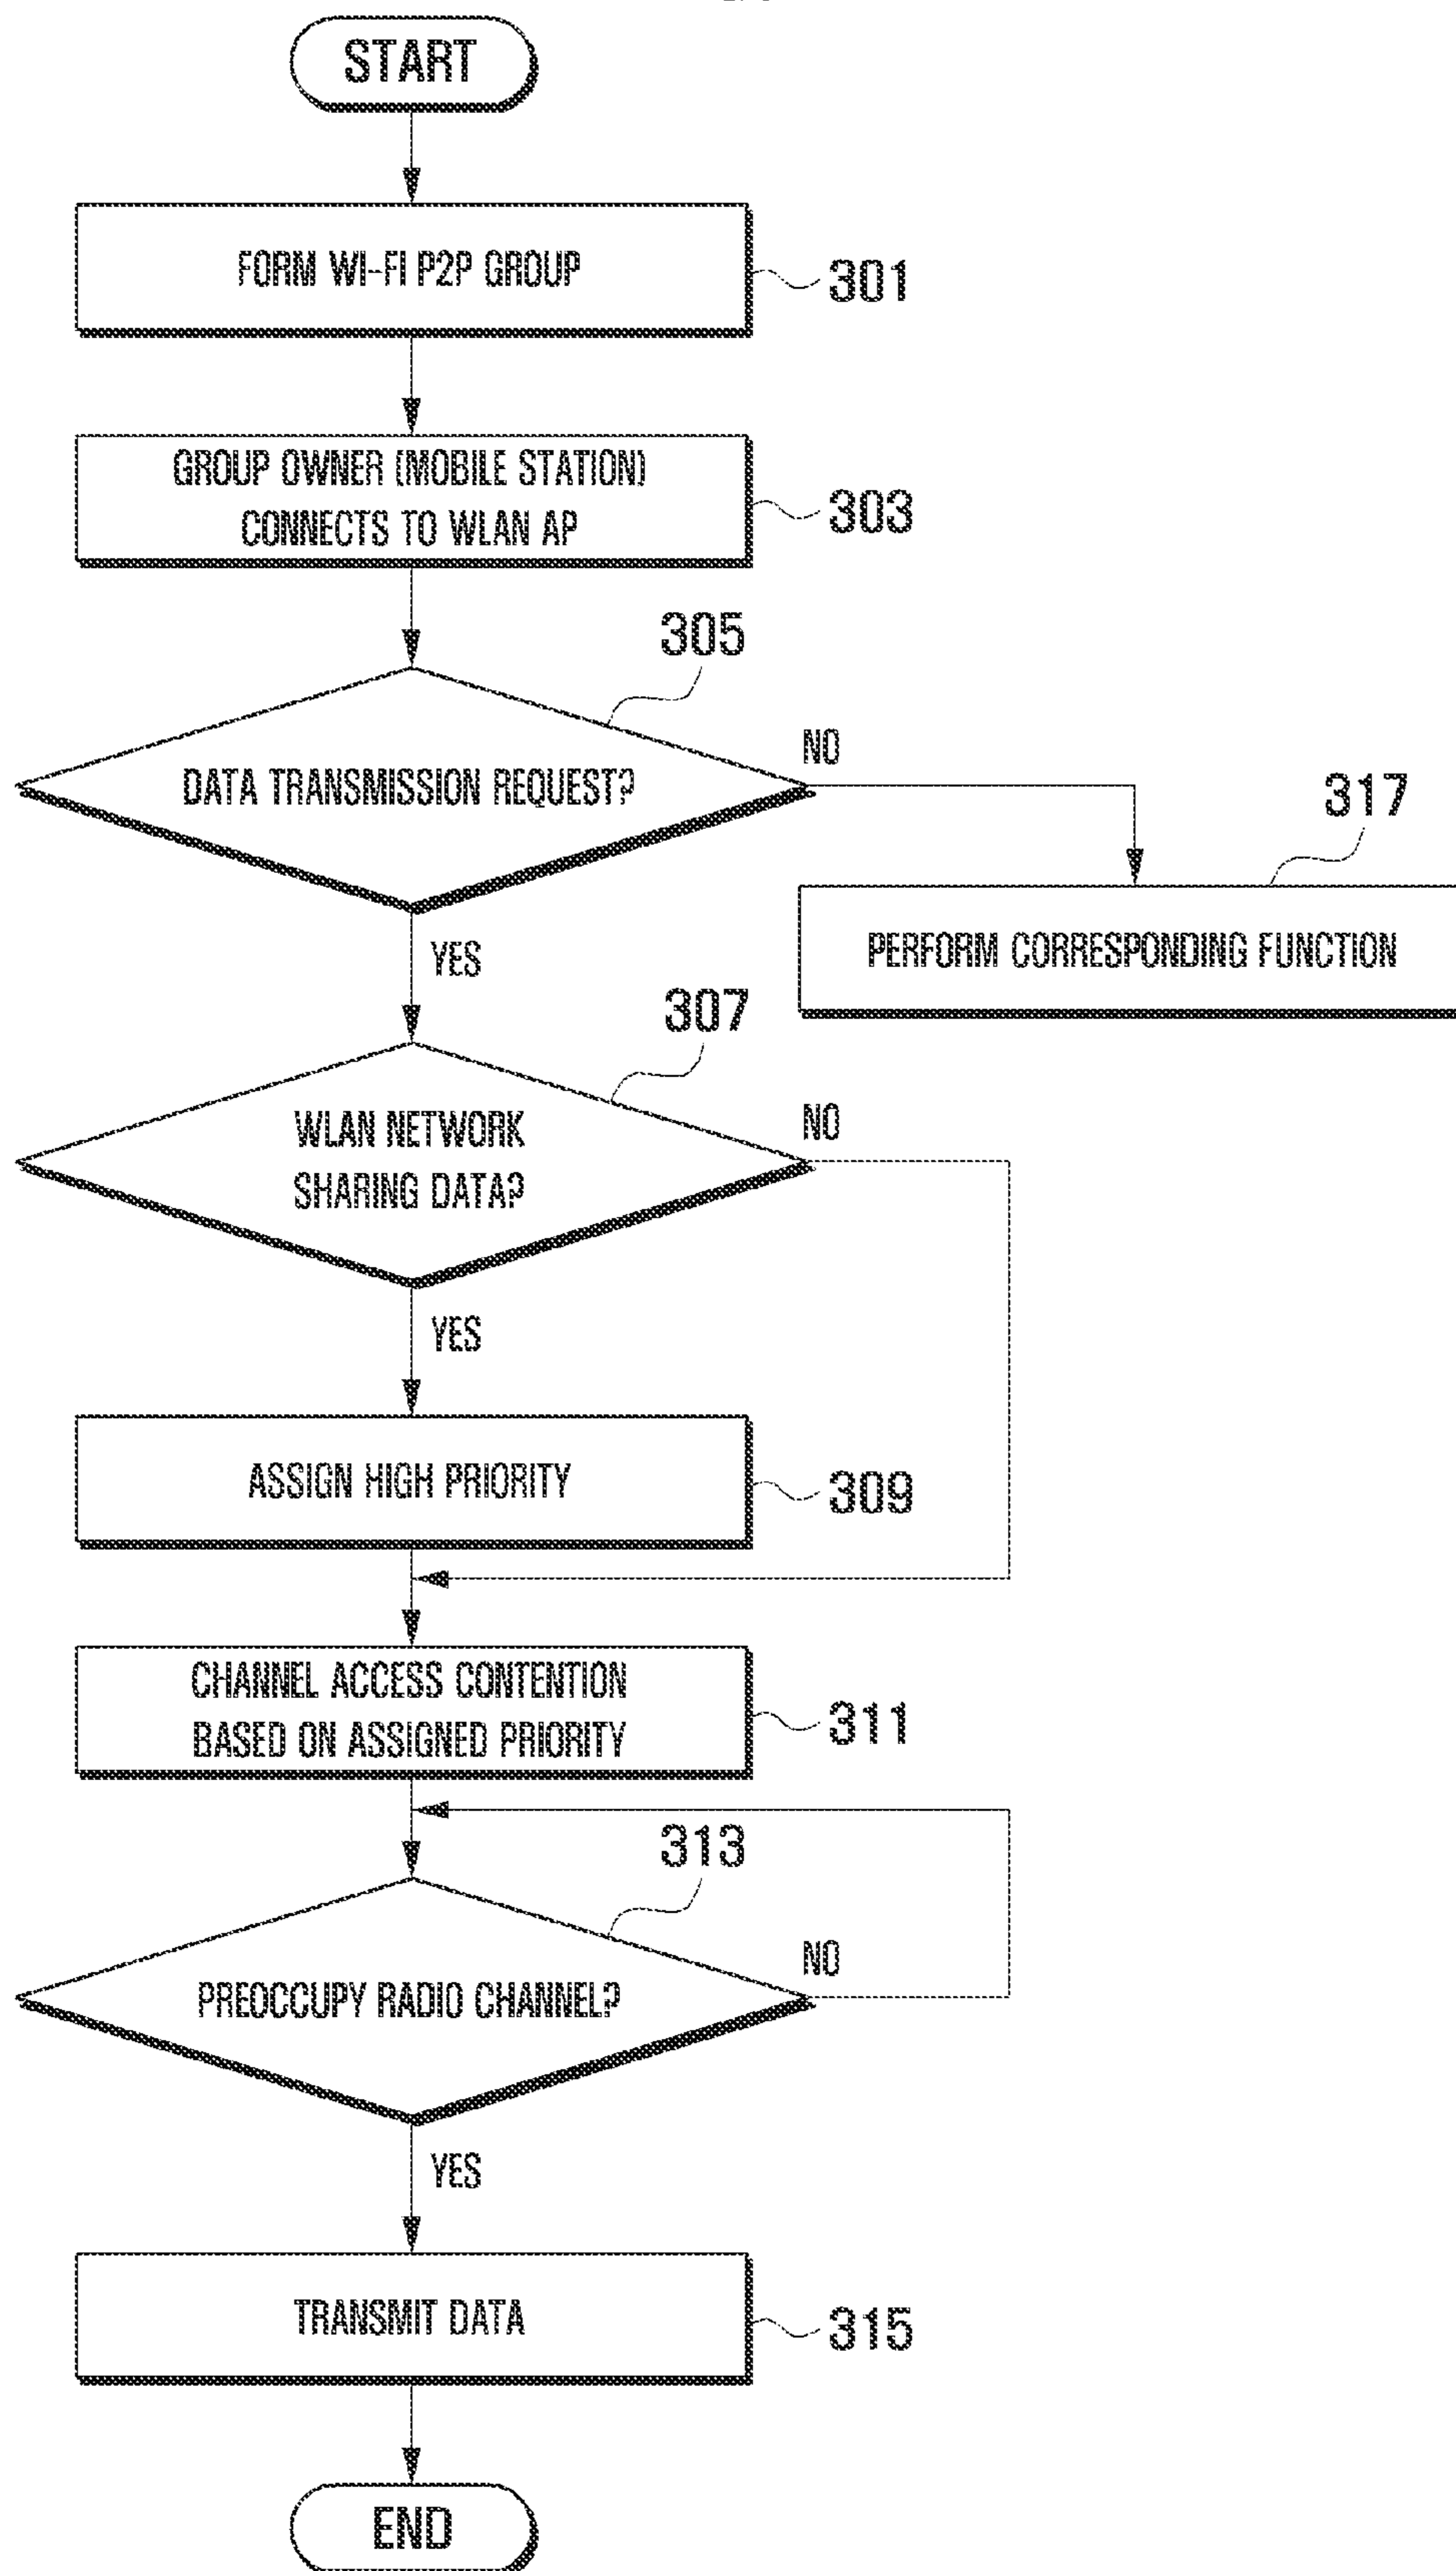 START
FORM WI-FI P2P GROUP
301
GROUP OWNER (MOBILE STATION)
CONNECTS TO WLAN AP
303
305
DATA TRANSMISSION REQUEST?
NO
317
PERFORM CORRESPONDING FUNCTION
YES
307
WLAN NETWORK
SHARING DATA?
NO
YES
ASSIGN HIGH PRIORITY
309
CHANNEL ACCESS CONTENTION
BASED ON ASSIGNED PRIORITY
311
313
PREOCCUPY RADIO CHANNEL?
NO
YES
TRANSMIT DATA
315
END